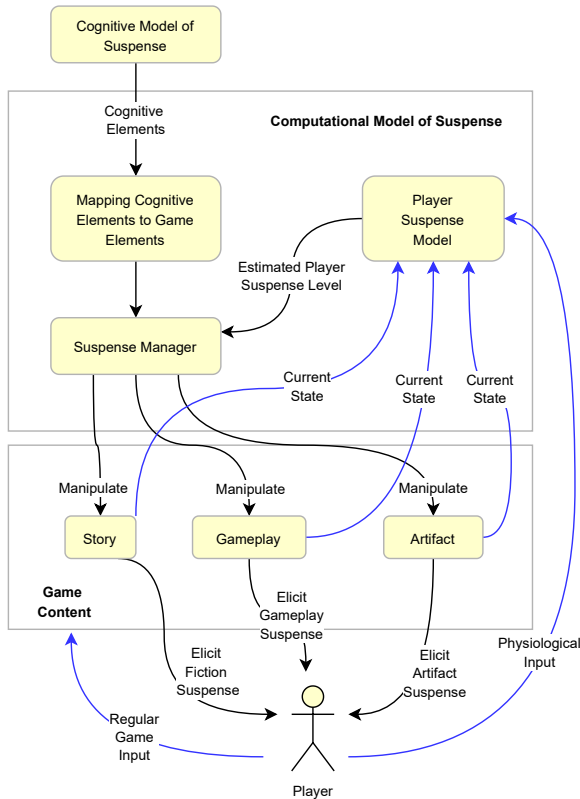 Cognitive Model of
Suspense
Cognitive
Elements
Computational Model of Suspense
Mapping Cognitive
Elements to Game
Elements
Player
Suspense
Model
Estimated Player
Suspense Level
Suspense Manager
Current
State
Current
State
Current
State
Manipulate
Manipulate
Manipulate
Story
Gameplay
Artifact
Game
Content
Elicit
Gameplay
Suspense
Elicit
Fiction
Suspense
Elicit
Artifact
Suspense
Physiological
Input
Regular
Game
Input
Player